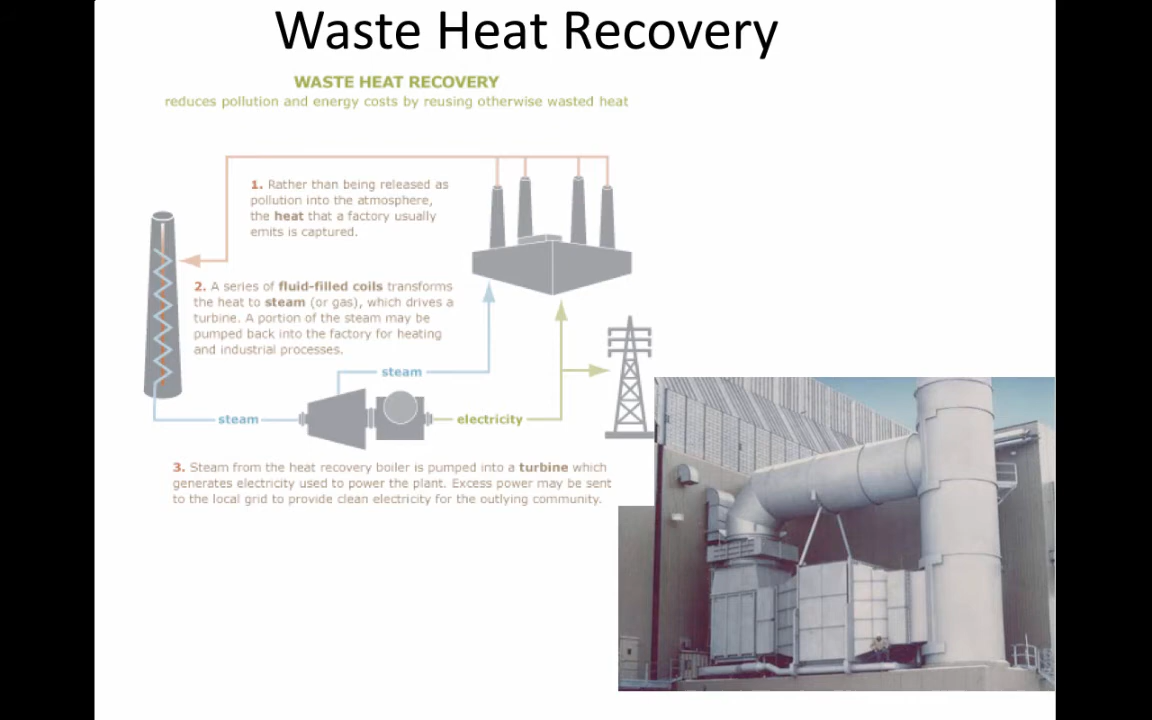 Waste Heat Recovery
WASTE HEAT RECOVERY
reduces pollution and energy costs by reusing otherwise wasted heat
1. Rather than being released as
pollution into the atmosphere,
the heat that a factory usually
emits is captured.
2. A series of fluid-filled coils transforms
the heat to steam (or gas), which drives a
turbine. A portion of the steam may be
pumped back into the factory for heating
and industrial processes.
steam
steam
electricity
3. Steam from the heat recovery boiler is pumped into a turbine which
generates electricity used to power the plant. Excess power may be sent
to the local grid to provide clean electricity for the outlying community.